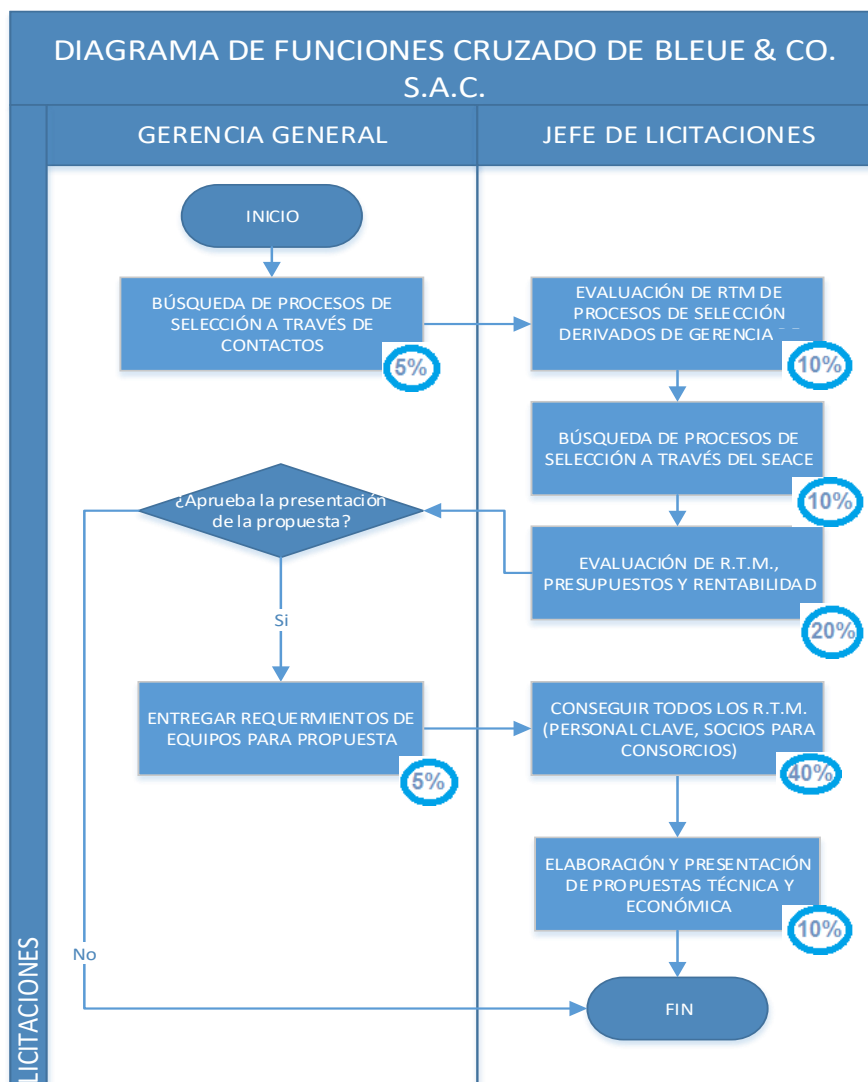 DIAGRAMA DE FUNCIONES CRUZADO DE BLEUE & CO.
S.A.C.
GERENCIA GENERAL
JEFE DE LICITACIONES
INICIO
BÚSQUEDA DE PROCESOS DE
SELECCIÓN A TRAVÉS DE
CONTACTOS
5%
EVALUACIÓN DE RTM DE
PROCESOS DE SELECCIÓN
DERIVADOS DE GERENCIA
10%
BÚSQUEDA DE PROCESOS DE
SELECCIÓN A TRAVÉS DEL SEACE
10%
¿Aprueba la presentación
de la propuesta?
EVALUACIÓN DE R.T.M.,
PRESUPUESTOS Y RENTABILIDAD
20%
Si
ENTREGAR REQUERMIENTOS DE
EQUIPOS PARA PROPUESTA
5%
CONSEGUIR TODOS LOS R.T.M.
(PERSONAL CLAVE, SOCIOS PARA
CONSORCIOS)
40%
ELABORACIÓN Y PRESENTACIÓN
DE PROPUESTAS TÉCNICA Y
ECONÓMICA
10%
No
FIN
LICITACIONES